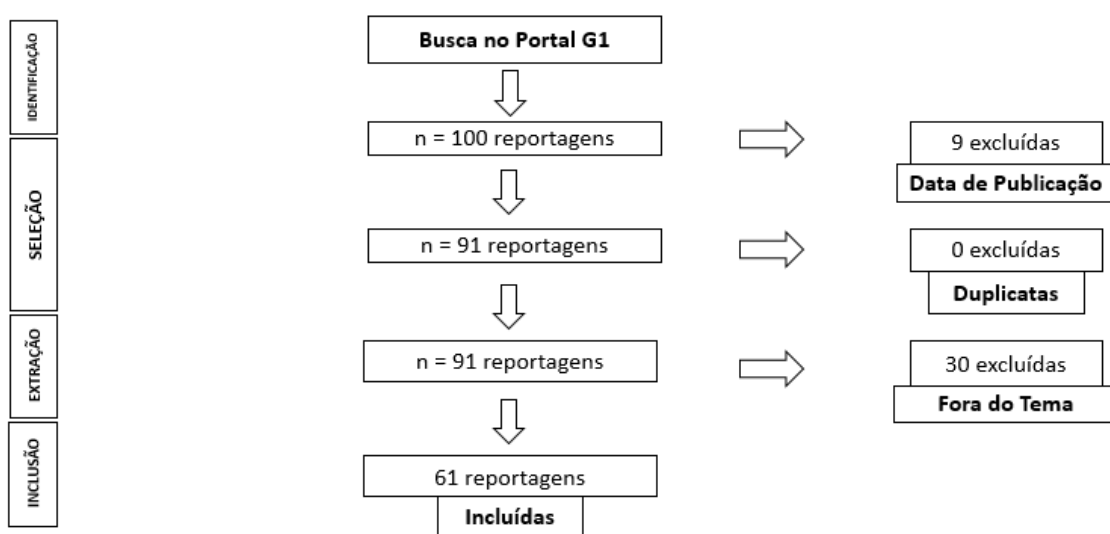 IDENTIFICAÇÃO
Busca no Portal G1
n = 100 reportagens
9 excluídas
Data de Publicação
SELEÇÃO
n = 91 reportagens
0 excluídas
Duplicatas
EXTRAÇÃO
n = 91 reportagens
30 excluídas
Fora do Tema
INCLUSÃO
61 reportagens
Incluídas